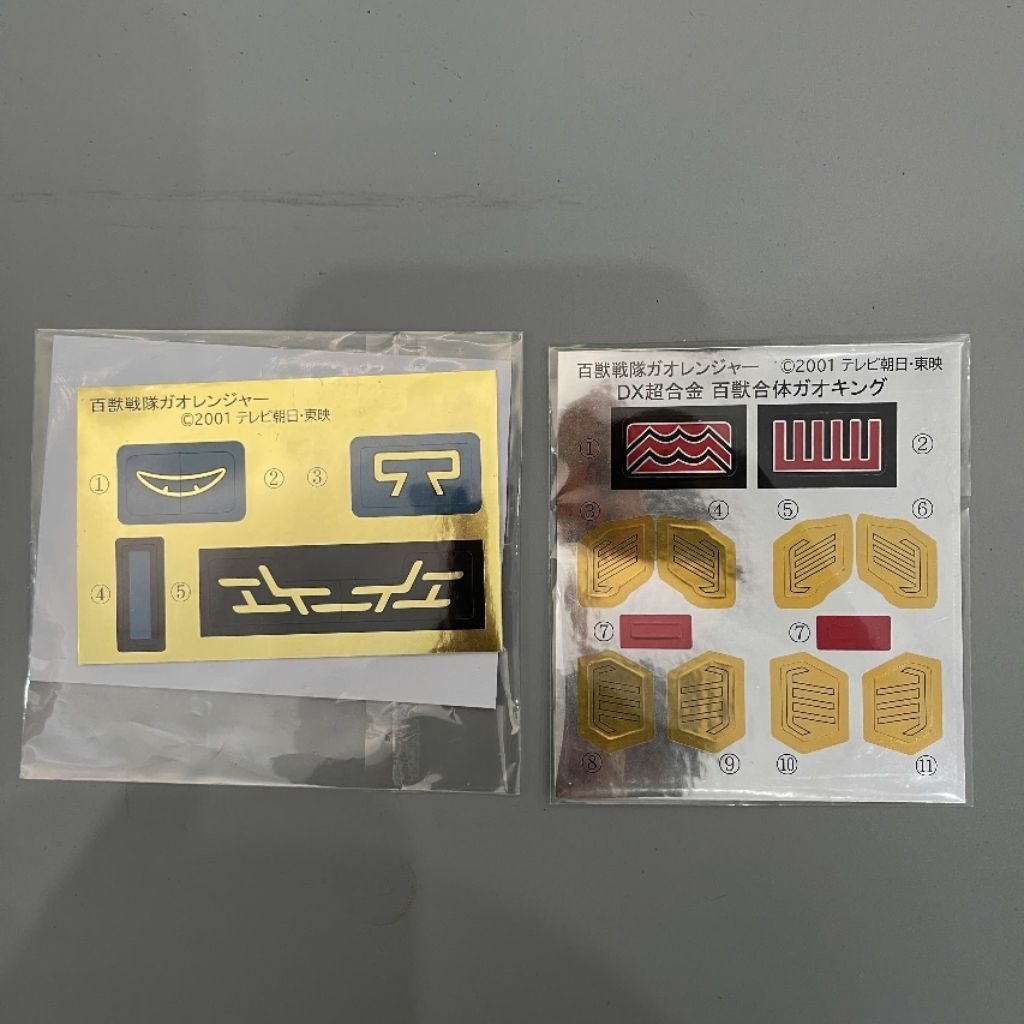 百獣戦隊ガオレンジャー
©2001 テレビ朝日・東映
① ② ③
④ ⑤
百獣戦隊ガオレンジャー ©2001 テレビ朝日・東映
DX超合金 百獣合体ガオキング
① ②
③ ④ ⑤ ⑥
⑦ ⑦
⑧ ⑨ ⑩ ⑪